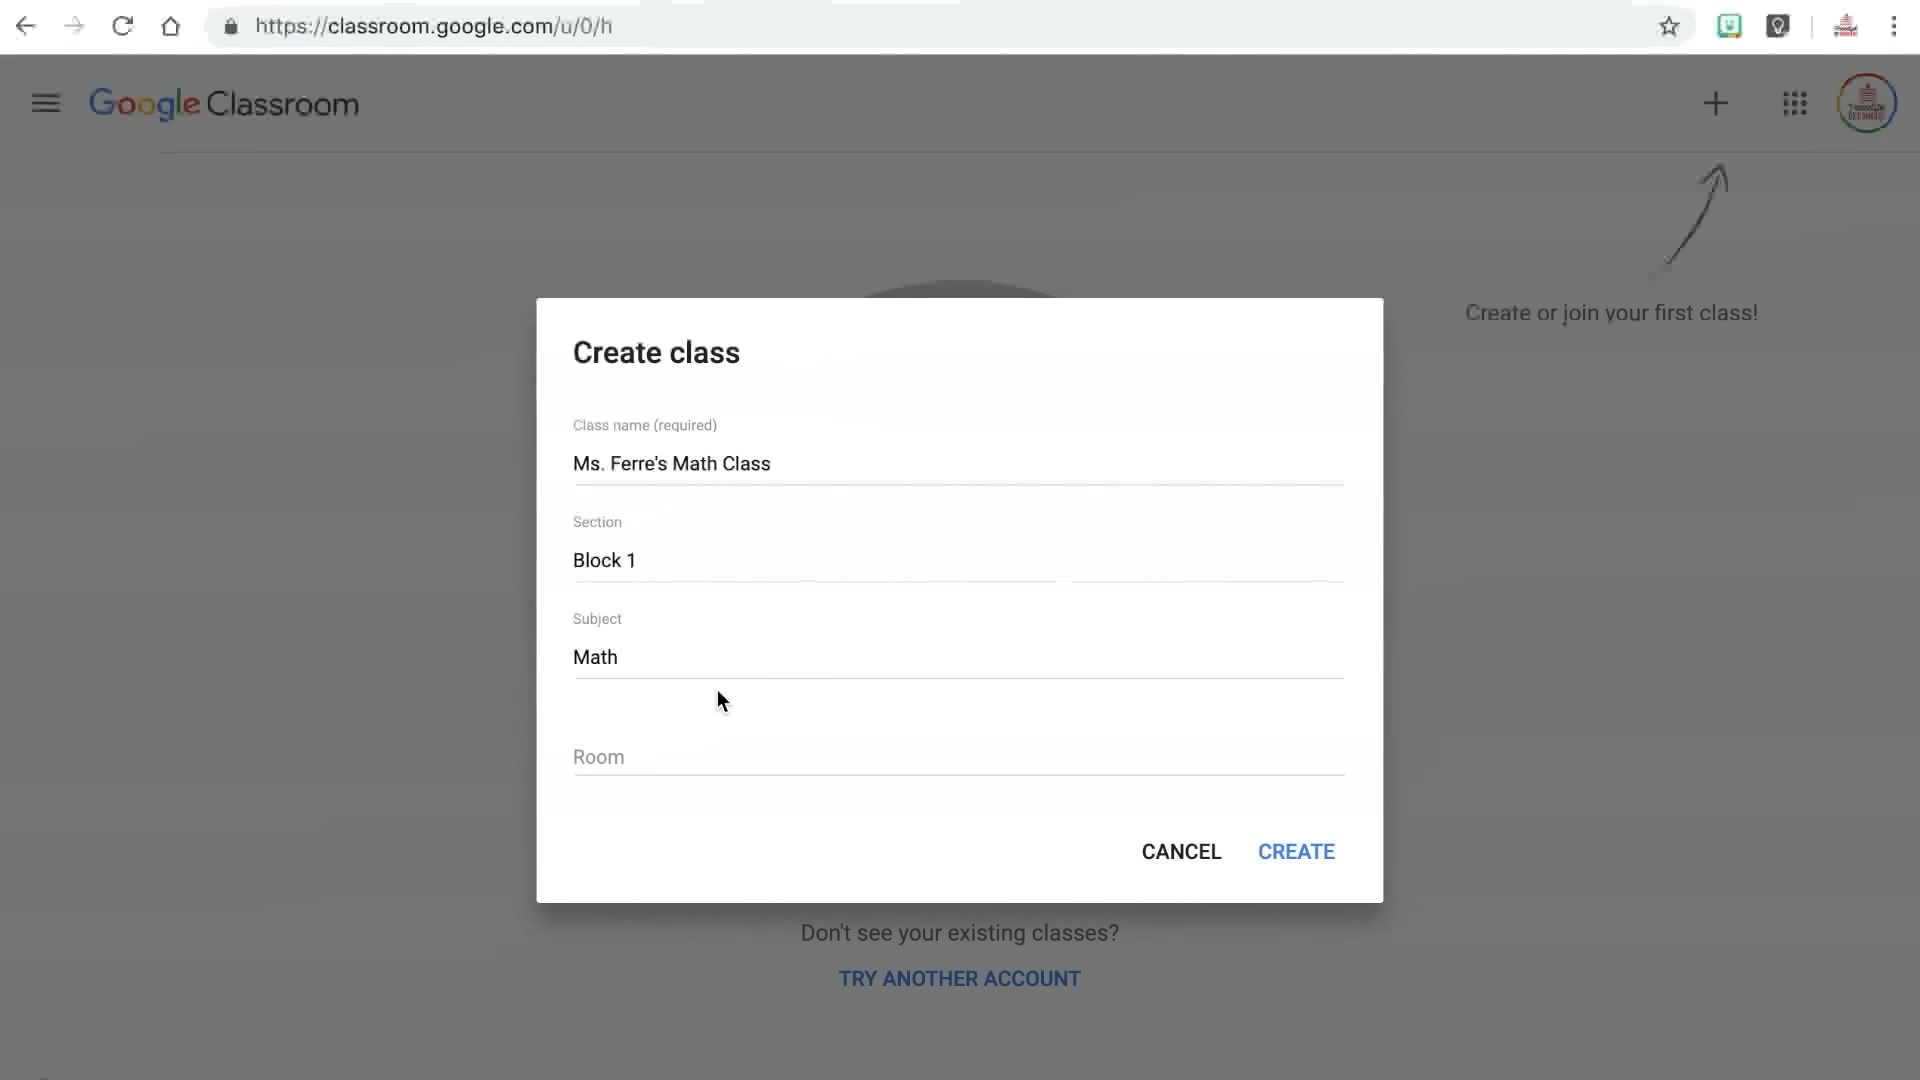 https://classroom.google.com/u/0/h
Google Classroom
Create or join your first class!
Create class
Class name (required)
Ms. Ferre's Math Class
Section
Block 1
Subject
Math
Room
CANCEL CREATE
Don't see your existing classes?
TRY ANOTHER ACCOUNT